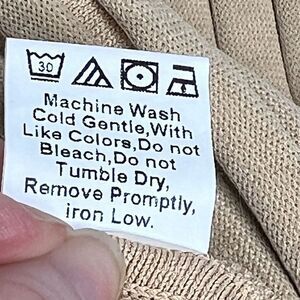 30
Machine Wash
Cold Gentle,With
Like Colors,Do not
Bleach,Do not
Tumble Dry,
Remove Promptly,
iron Low.